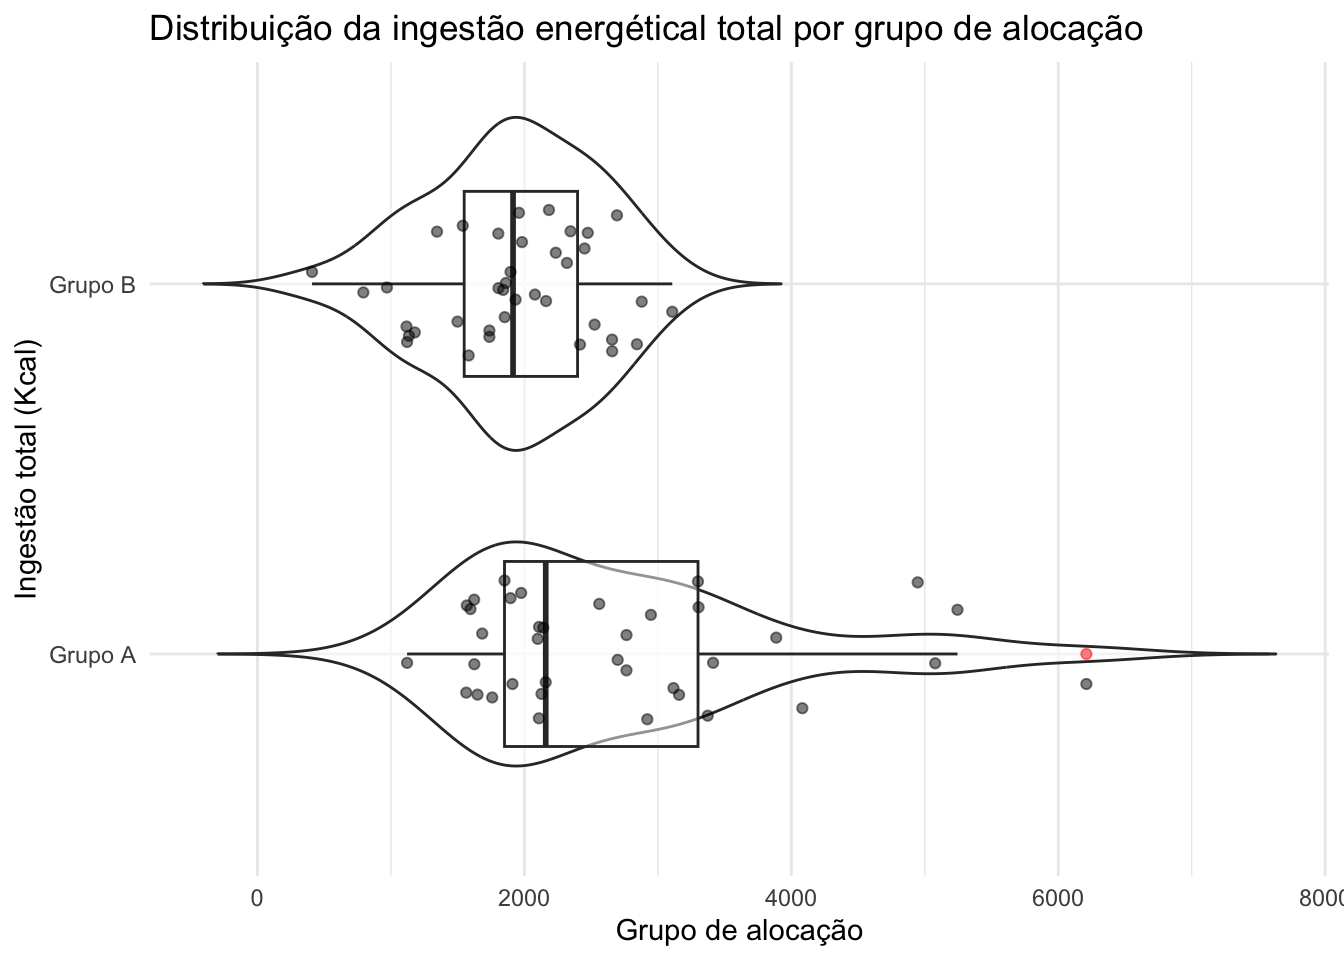 Distribuição da ingestão energétical total por grupo de alocação
Ingestão total (Kcal)
Grupo B
Grupo A
0 2000 4000 6000 8000
Grupo de alocação